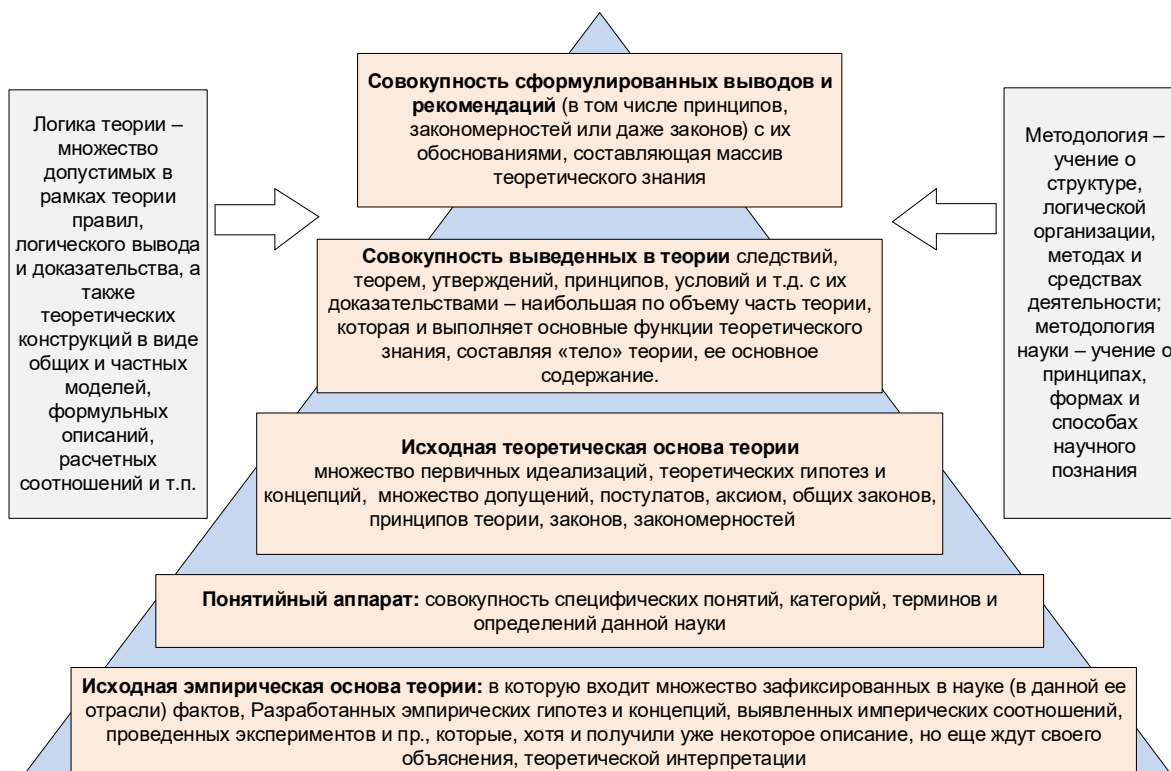 Совокупность сформулированных выводов и
рекомендаций (в том числе принципов,
закономерностей или даже законов) с их
обоснованиями, составляющая массив
теоретического знания
Логика теории –
множество
допустимых в
рамках теории
правил,
логического вывода
и доказательства, а
также
теоретических
конструкций в виде
общих и частных
моделей,
формульных
описаний,
расчетных
соотношений и т.п.
Методология –
учение о
структуре,
логической
организации,
методах и
средствах
деятельности;
методология
науки – учение о
принципах,
формах и
способах
научного
познания
Совокупность выведенных в теории следствий,
теорем, утверждений, принципов, условий и т.д. с их
доказательствами – наибольшая по объему часть теории,
которая и выполняет основные функции теоретического
знания, составляя «тело» теории, ее основное
содержание.
Исходная теоретическая основа теории
множество первичных идеализаций, теоретических гипотез и
концепций, множество допущений, постулатов, аксиом, общих законов,
принципов теории, законов, закономерностей
Понятийный аппарат: совокупность специфических понятий, категорий, терминов и
определений данной науки
Исходная эмпирическая основа теории: в которую входит множество зафиксированных в науке (в данной ее
отрасли) фактов, Разработанных эмпирических гипотез и концепций, выявленных имперических соотношений,
проведенных экспериментов и пр., которые, хотя и получили уже некоторое описание, но еще ждут своего
объяснения, теоретической интерпретации